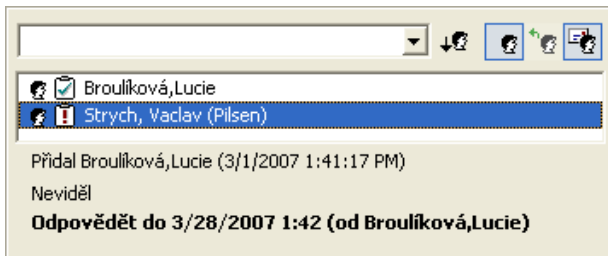 Broulíková,Lucie
Strych, Vaclav (Pilsen)
Přidal Broulíková,Lucie (3/1/2007 1:41:17 PM)
Neviděl
Odpovědět do 3/28/2007 1:42 (od Broulíková,Lucie)